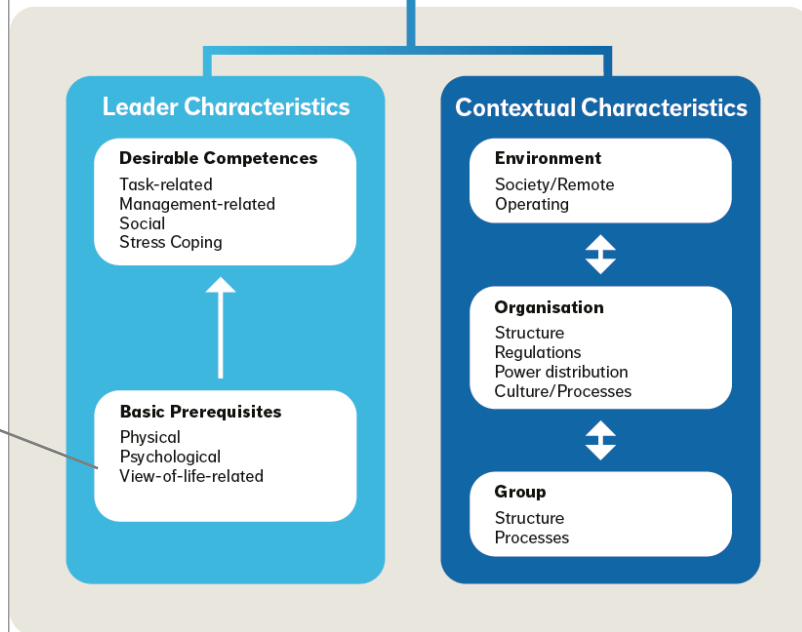 Leader Characteristics
Desirable Competences
Task-related
Management-related
Social
Stress Coping
Basic Prerequisites
Physical
Psychological
View-of-life-related
Contextual Characteristics
Environment
Society/Remote
Operating
Organisation
Structure
Regulations
Power distribution
Culture/Processes
Group
Structure
Processes